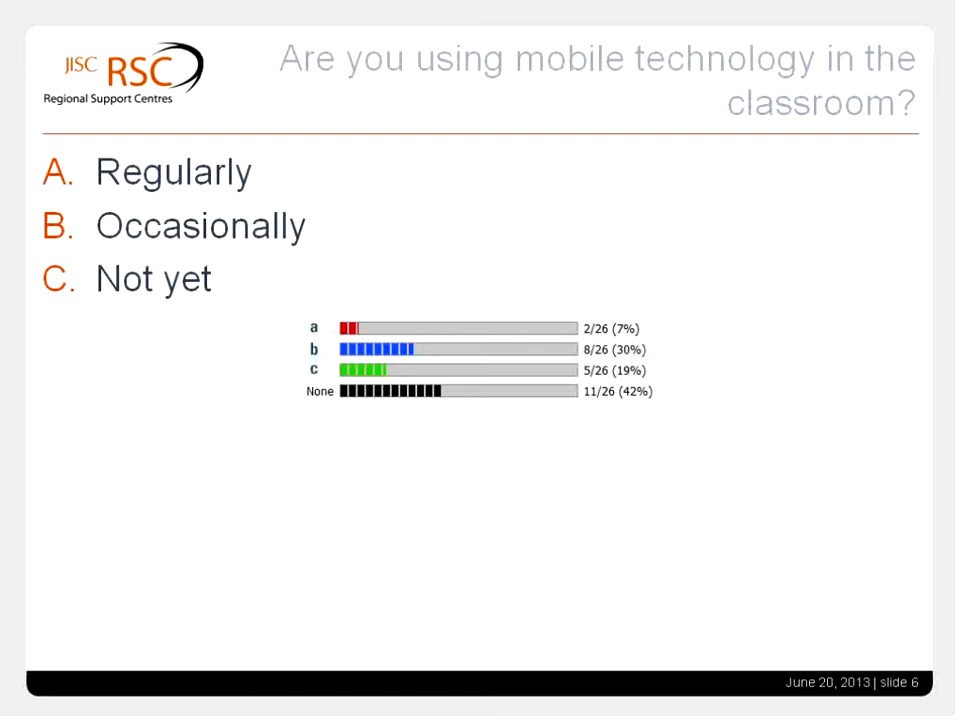 JISC RSC
Regional Support Centres
Are you using mobile technology in the
classroom?
A. Regularly
B. Occasionally
C. Not yet
a 2/26 (7%)
b 8/26 (30%)
c 5/26 (19%)
None 11/26 (42%)
June 20, 2013 | slide 6